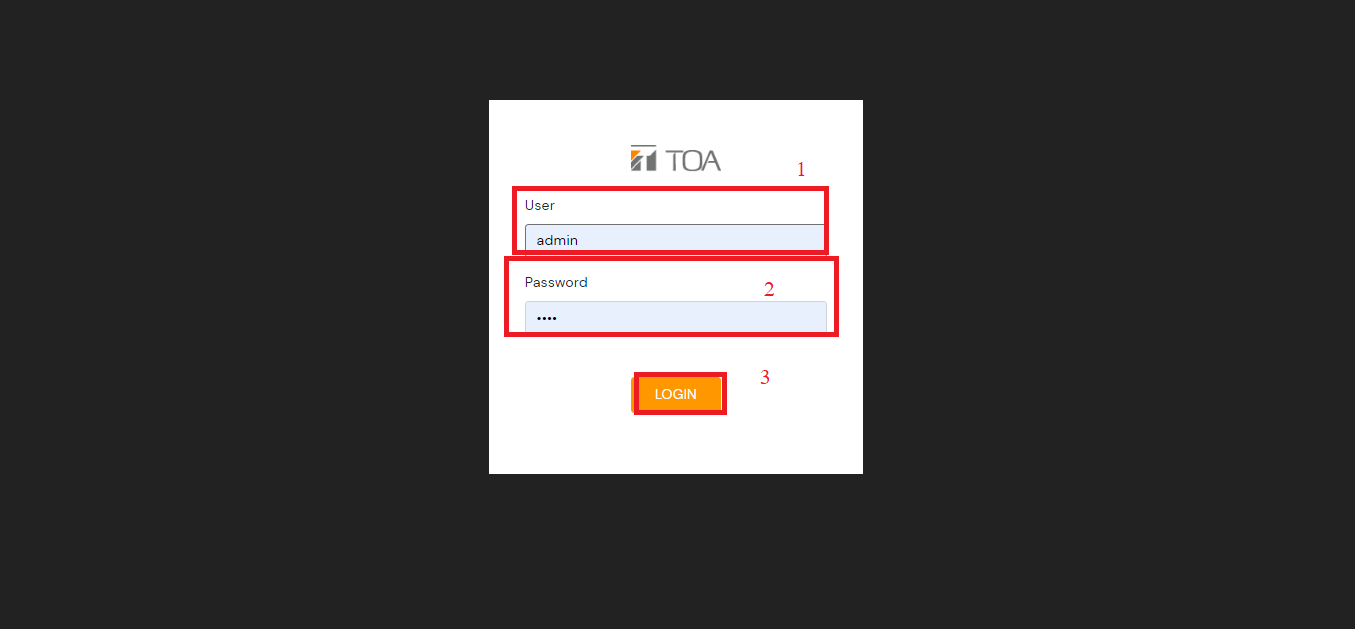 TOA
1
User
admin
Password
2
••••
LOGIN
3